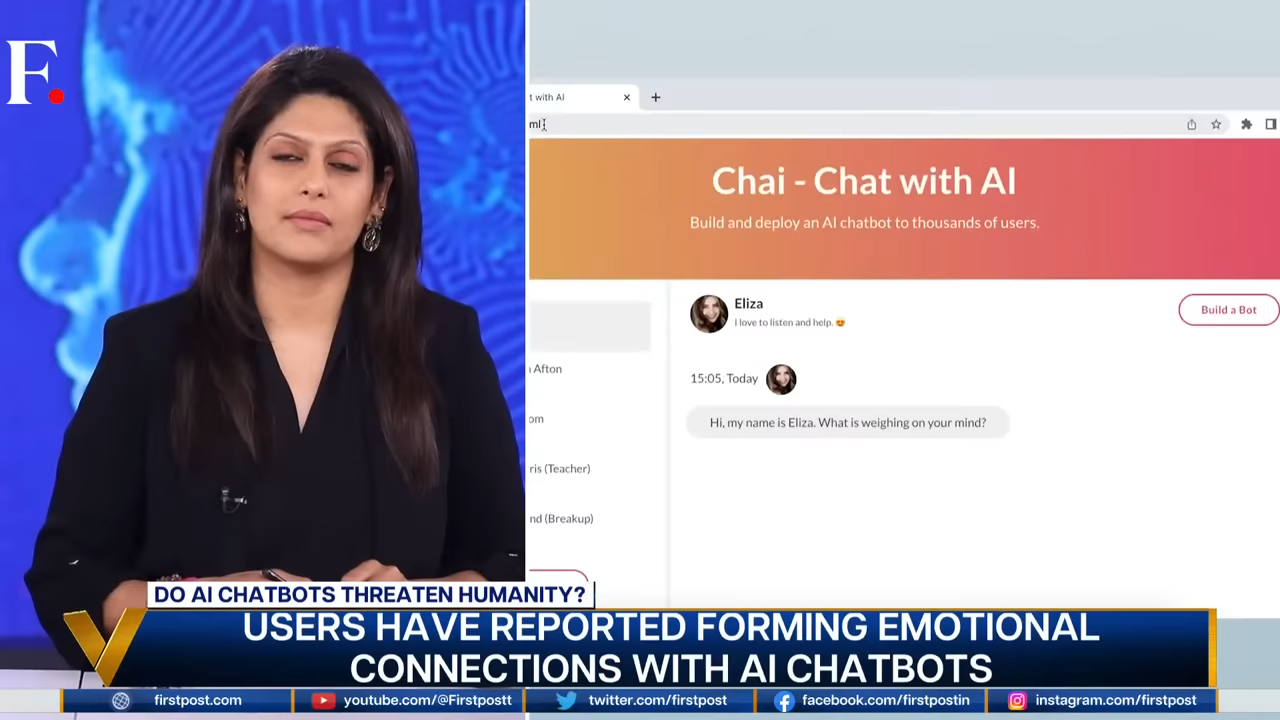 F.
t with AI
ml
Chai - Chat with AI
Build and deploy an AI chatbot to thousands of users.
Eliza
I love to listen and help. 😍
Build a Bot
Afton
15:05, Today
om
Hi, my name is Eliza. What is weighing on your mind?
ris (Teacher)
nd (Breakup)
DO AI CHATBOTS THREATEN HUMANITY?
USERS HAVE REPORTED FORMING EMOTIONAL
CONNECTIONS WITH AI CHATBOTS
firstpost.com
youtube.com/@Firstpostt
twitter.com/firstpost
facebook.com/firstpostin
instagram.com/firstpost